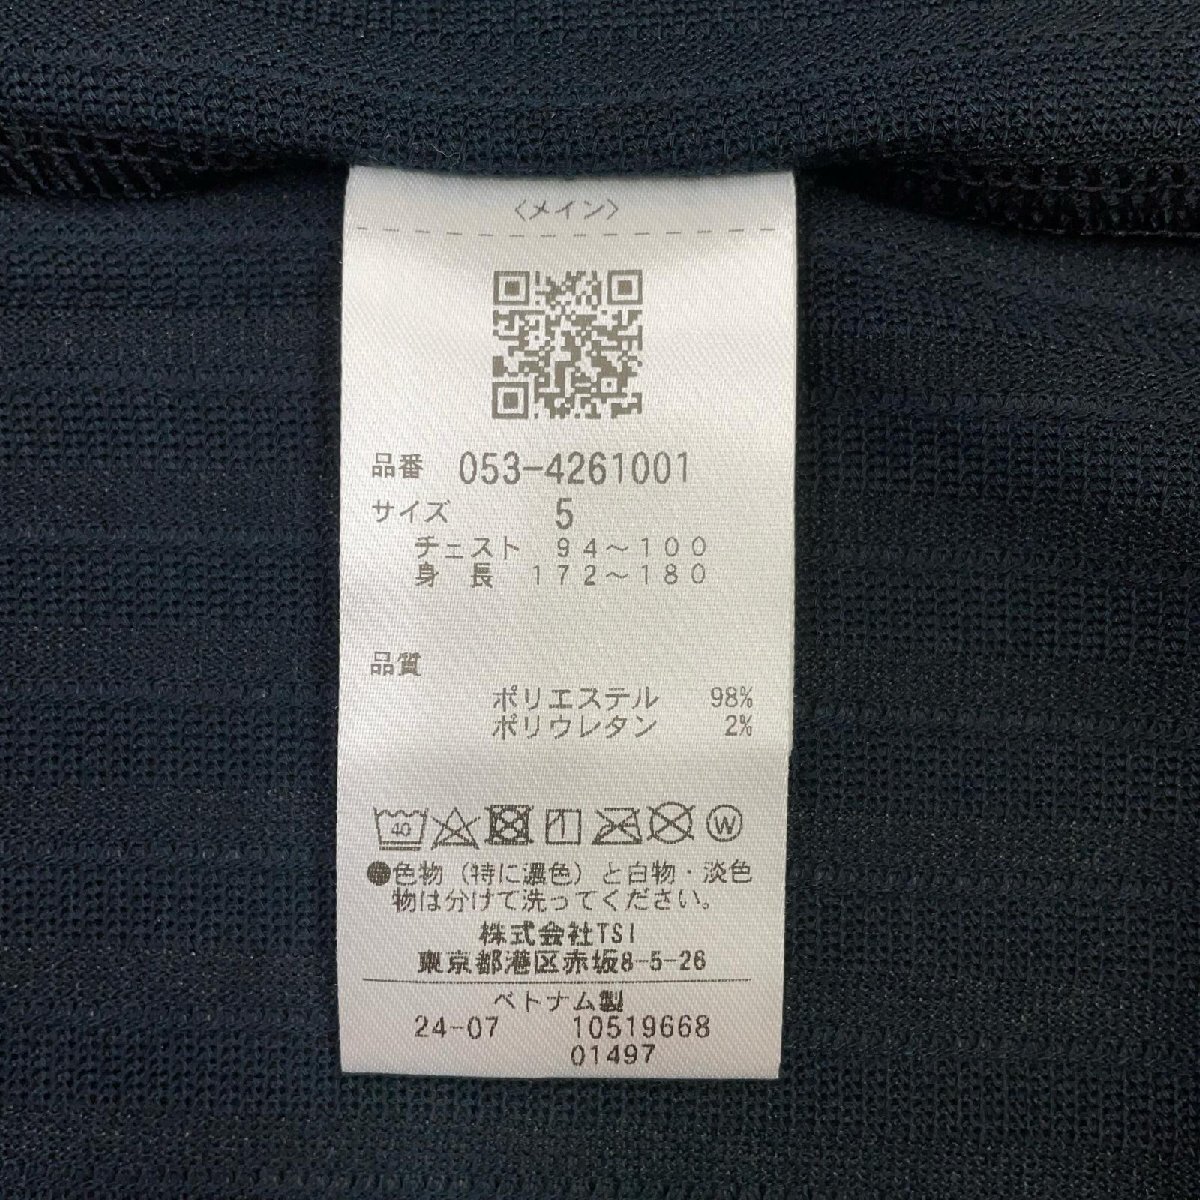 〈メイン〉
品番 053-4261001
サイズ 5
チェスト 94～100
身 長 172～180
品質
ポリエステル 98%
ポリウレタン 2%
40 W
●色物（特に濃色）と白物・淡色
物は分けて洗ってください。
株式会社TSI
東京都港区赤坂8-5-26
ベトナム製
24-07 10519668
01497